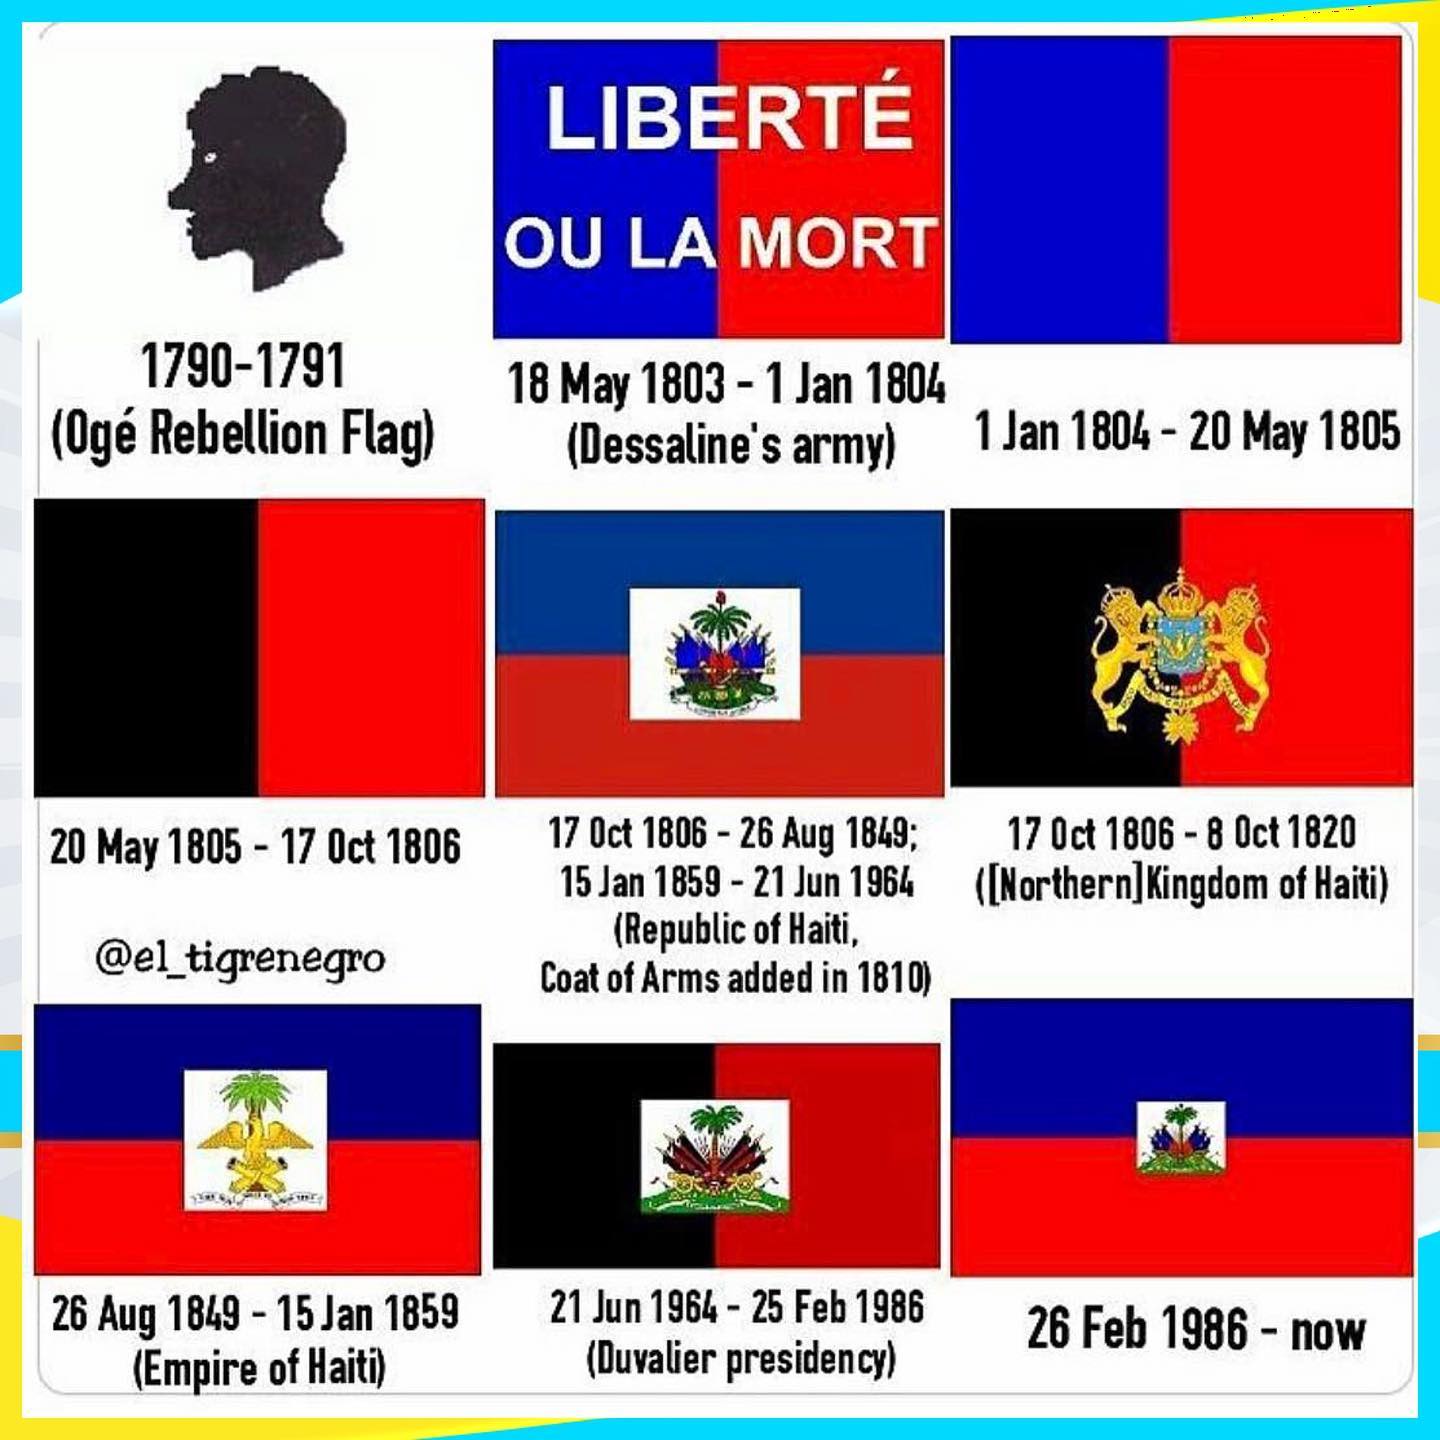 LIBERTÉ
OU LA MORT
1790-1791
(Ogé Rebellion Flag)
18 May 1803 - 1 Jan 1804
(Dessaline's army)
1 Jan 1804 - 20 May 1805
20 May 1805 - 17 Oct 1806
@el_tigrenegro
17 Oct 1806 - 26 Aug 1849;
15 Jan 1859 - 21 Jun 1964
(Republic of Haiti,
Coat of Arms added in 1810)
17 Oct 1806 - 8 Oct 1820
([Northern]Kingdom of Haiti)
26 Aug 1849 - 15 Jan 1859
(Empire of Haiti)
21 Jun 1964 - 25 Feb 1986
(Duvalier presidency)
26 Feb 1986 - now